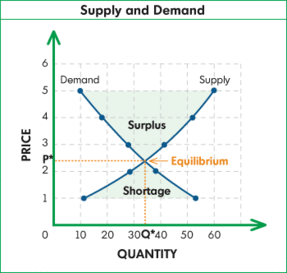 Supply and Demand
6
Demand
Supply
5
4
Surplus
3
P*
Equilibrium
2
Shortage
1
PRICE
0
10
20
30
Q*
40
50
60
QUANTITY